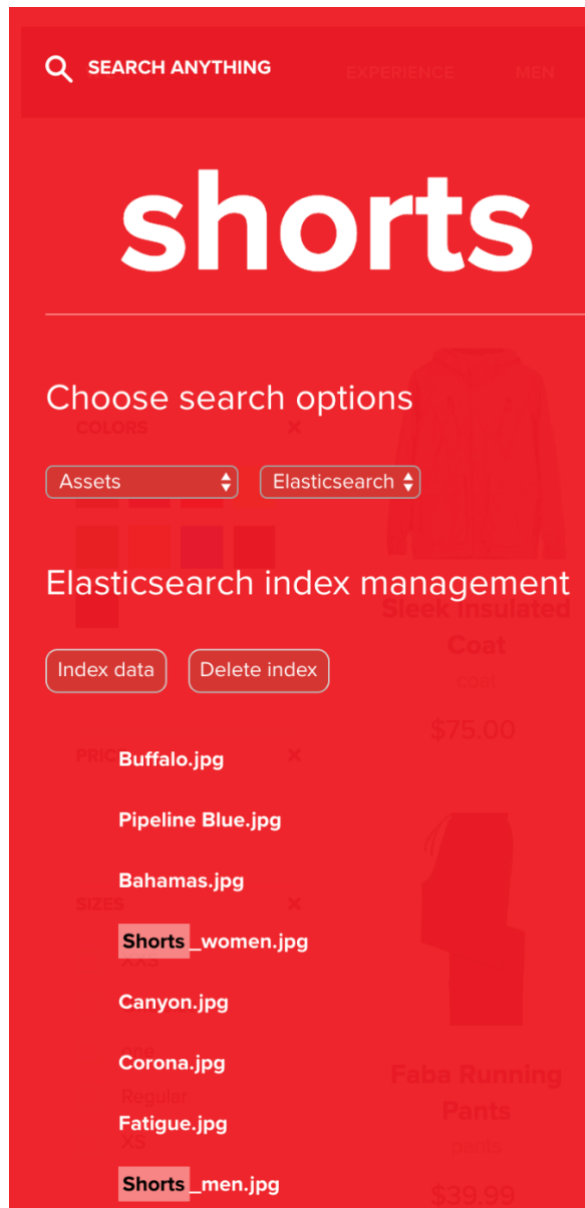 SEARCH ANYTHING
EXPERIENCE MEN
shorts
Choose search options
COLORS
Assets Elasticsearch
Elasticsearch index management
Sleek Insulated
Coat
coat
Index data Delete index
$75.00
Buffalo.jpg
Pipeline Blue.jpg
Bahamas.jpg
SIZES
Shorts_women.jpg
XXS
Canyon.jpg
Corona.jpg
Faba Running
Regular
Pants
Fatigue.jpg
XS
pants
Shorts_men.jpg
$39.99